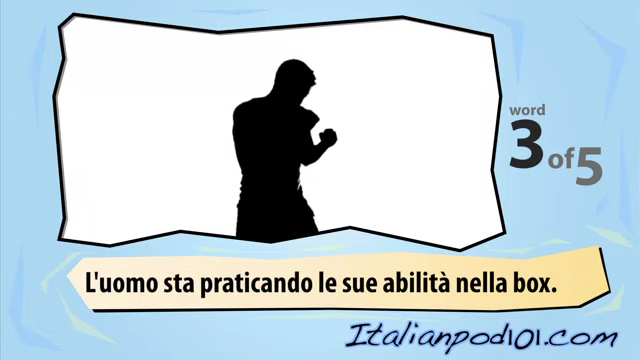 word
3 of 5
L'uomo sta praticando le sue abilità nella box.
Italianpod101.com